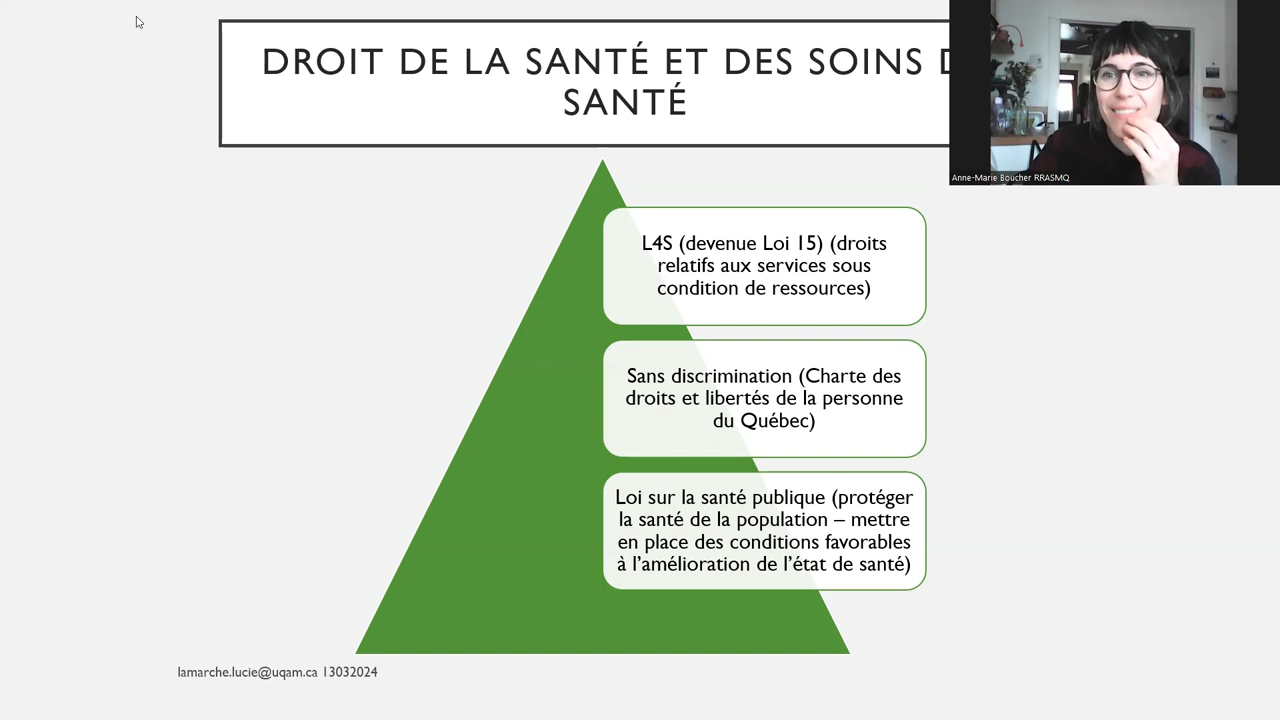 DROIT DE LA SANTÉ ET DES SOINS
SANTÉ
Anne-Marie Boucher RRASMQ
L4S (devenue Loi 15) (droits
relatifs aux services sous
condition de ressources)
Sans discrimination (Charte des
droits et libertés de la personne
du Québec)
Loi sur la santé publique (protéger
la santé de la population – mettre
en place des conditions favorables
à l'amélioration de l'état de santé)
lamarche.lucie@uqam.ca 13032024